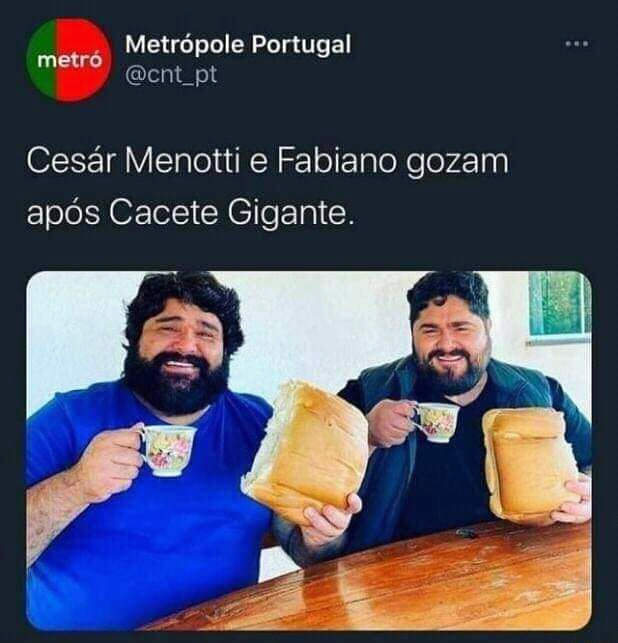 metró
Metrópole Portugal
@cnt_pt
Cesár Menotti e Fabiano gozam
após Cacete Gigante.